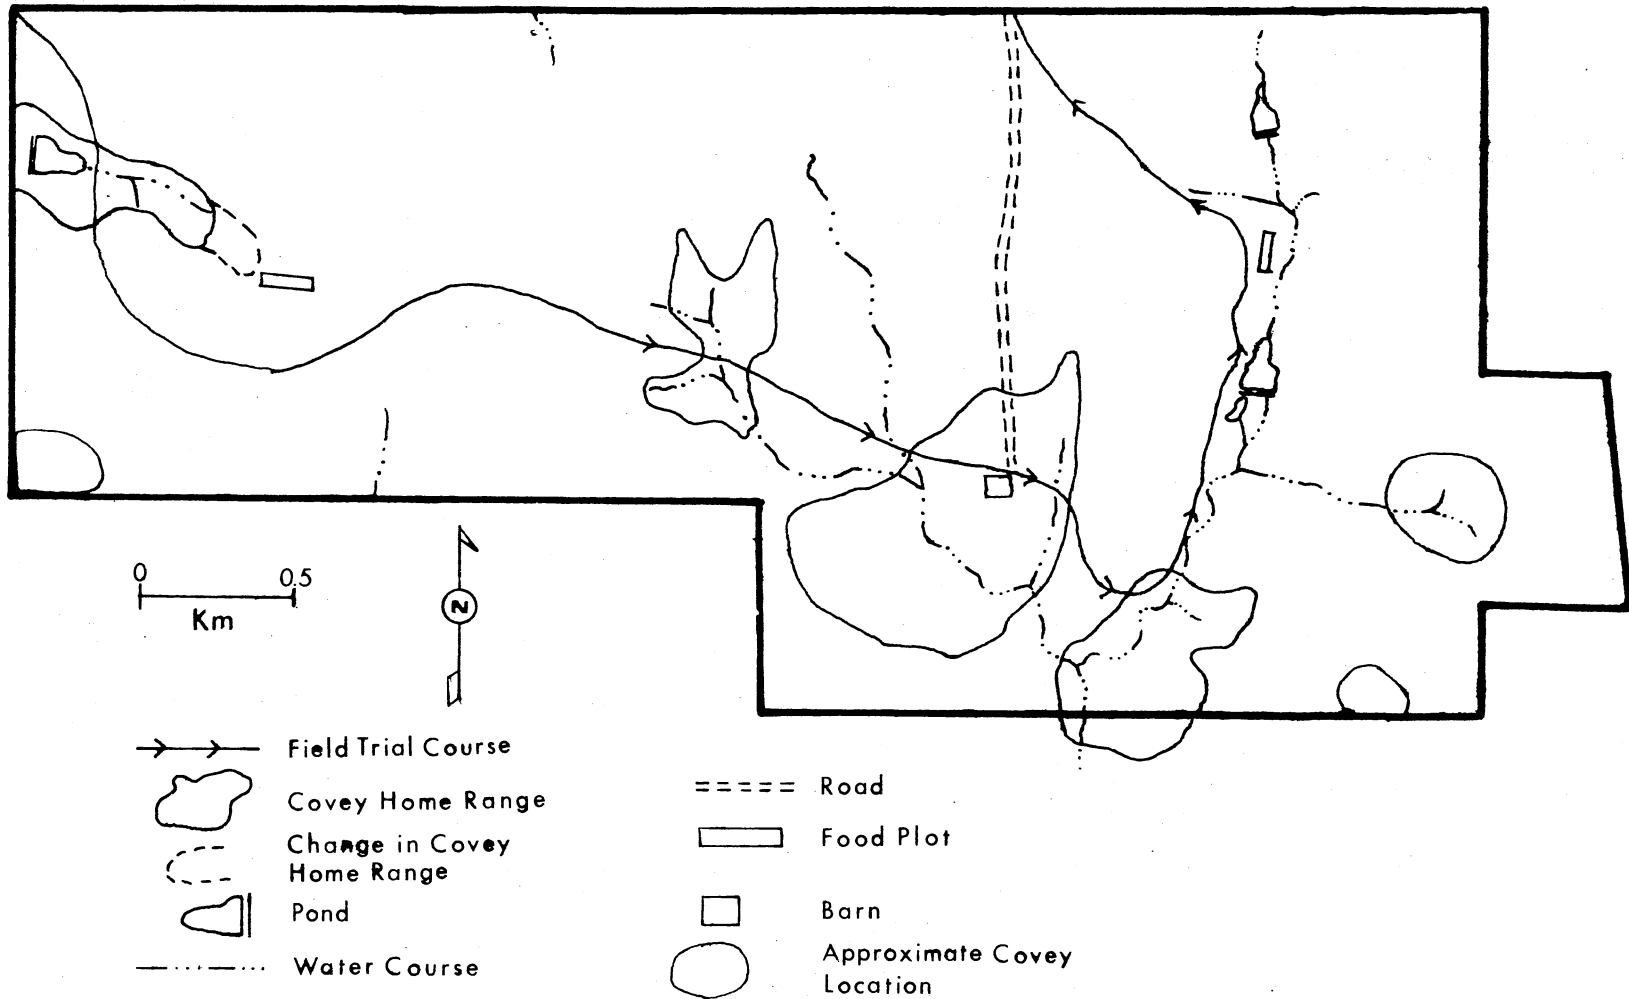 0 0.5
Km
N
Field Trial Course
Covey Home Range
Change in Covey
Home Range
Pond
Water Course
Road
Food Plot
Barn
Approximate Covey
Location